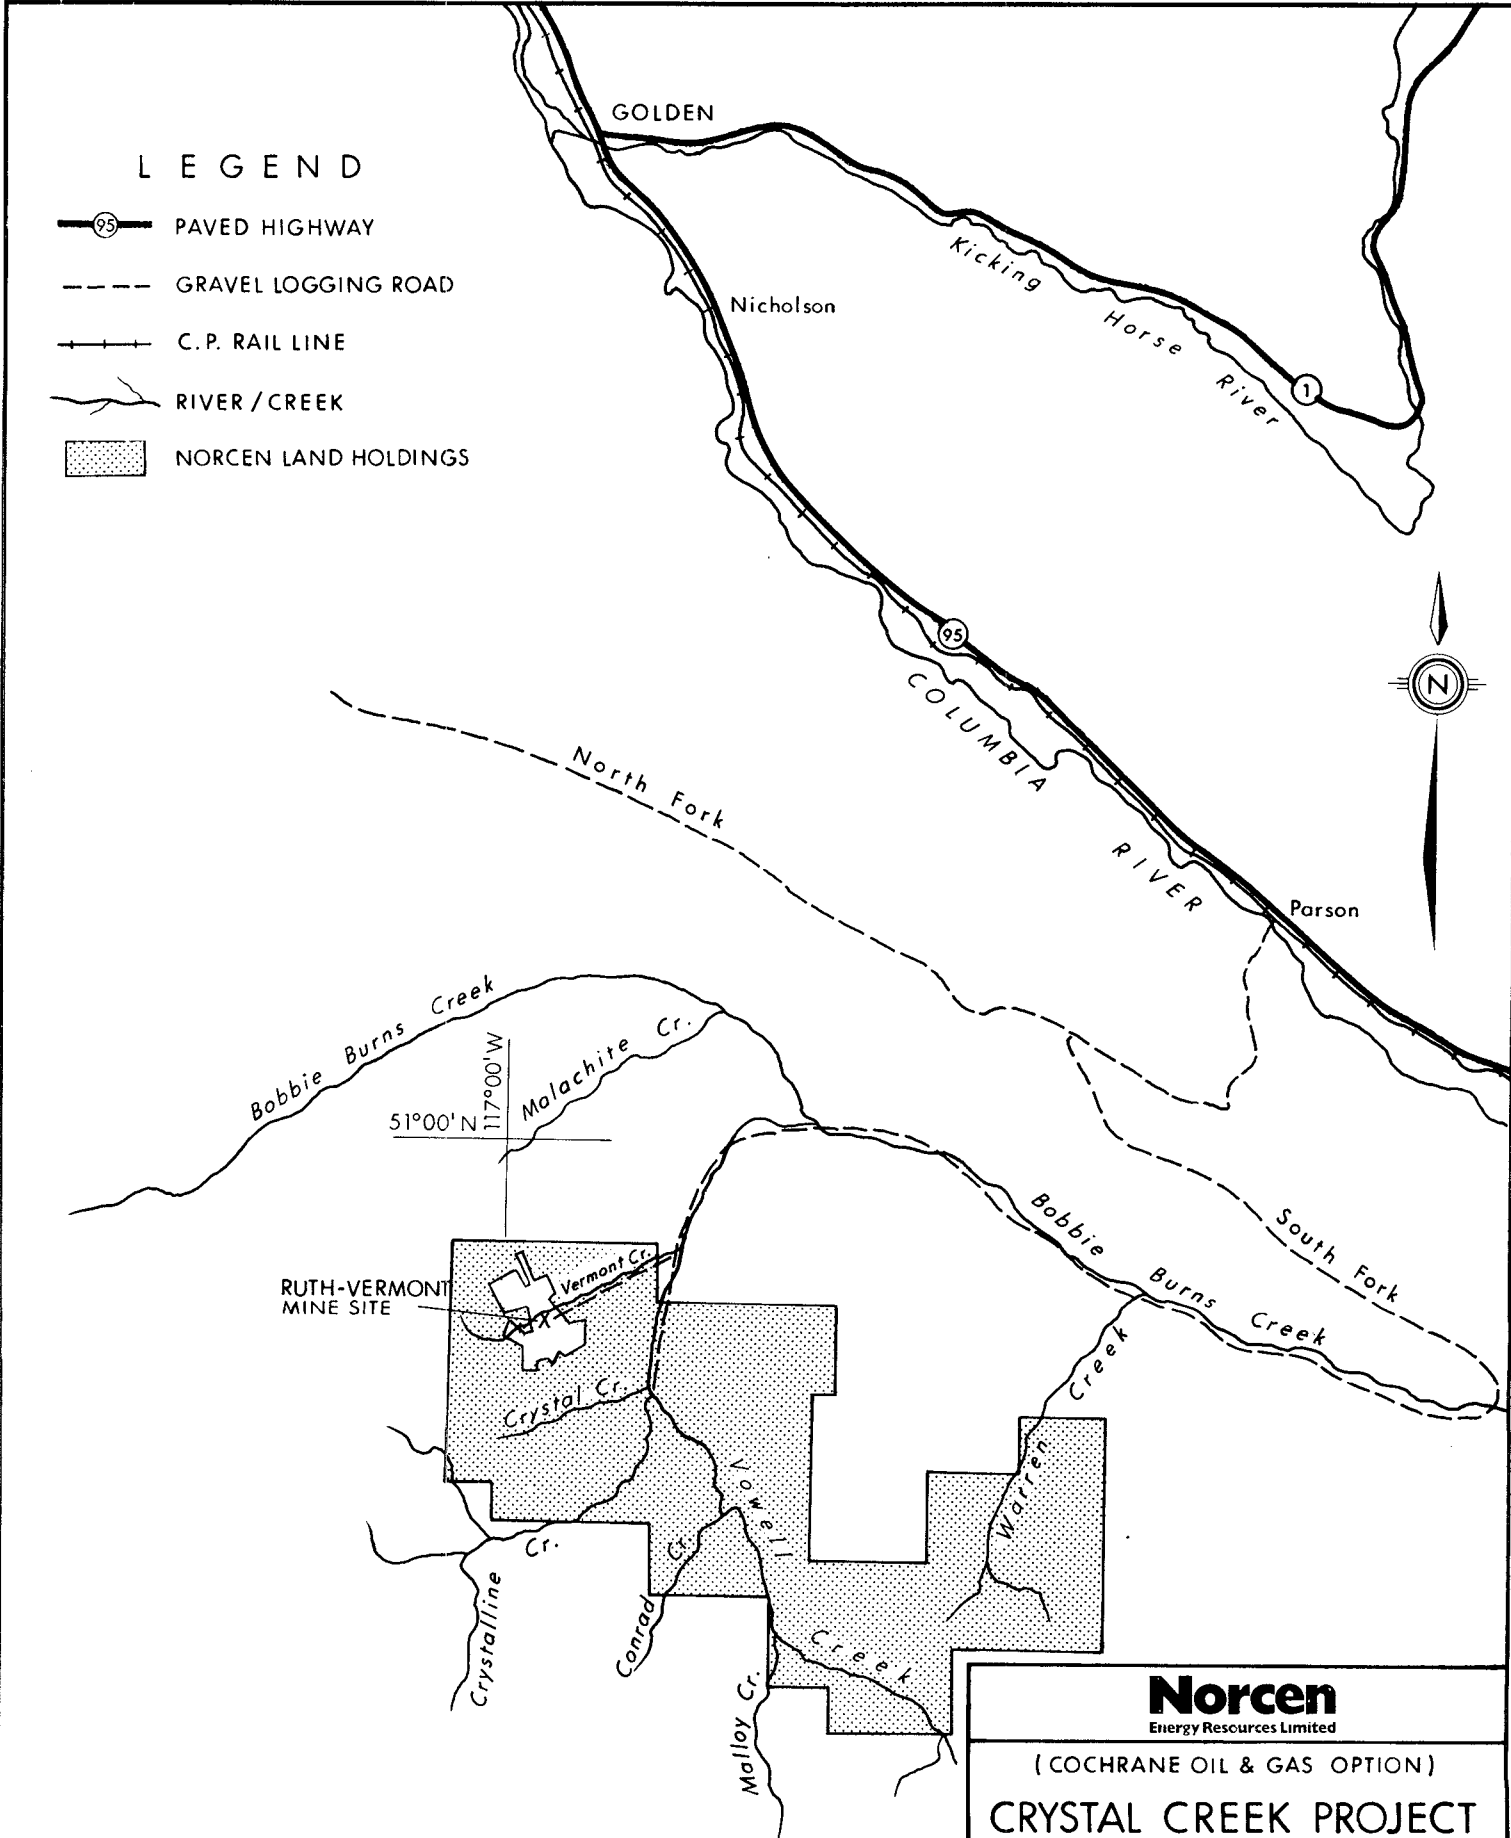 GOLDEN
LEGEND
95 PAVED HIGHWAY
GRAVEL LOGGING ROAD
C.P. RAIL LINE
RIVER / CREEK
NORCEN LAND HOLDINGS
Kicking Horse River
1
Nicholson
95
COLUMBIA RIVER
N
North Fork
Parson
Bobbie Burns Creek
Malachite Cr.
117°00'W
51°00'N
South Fork
Bobbie Burns Creek
Vermont Cr.
RUTH-VERMONT
MINE SITE
X
Crystal Cr.
Warren Creek
Vowell Creek
Crystalline Cr.
Conrad Cr.
Malloy Cr.
Norcen
Energy Resources Limited
( COCHRANE OIL & GAS OPTION )
CRYSTAL CREEK PROJECT